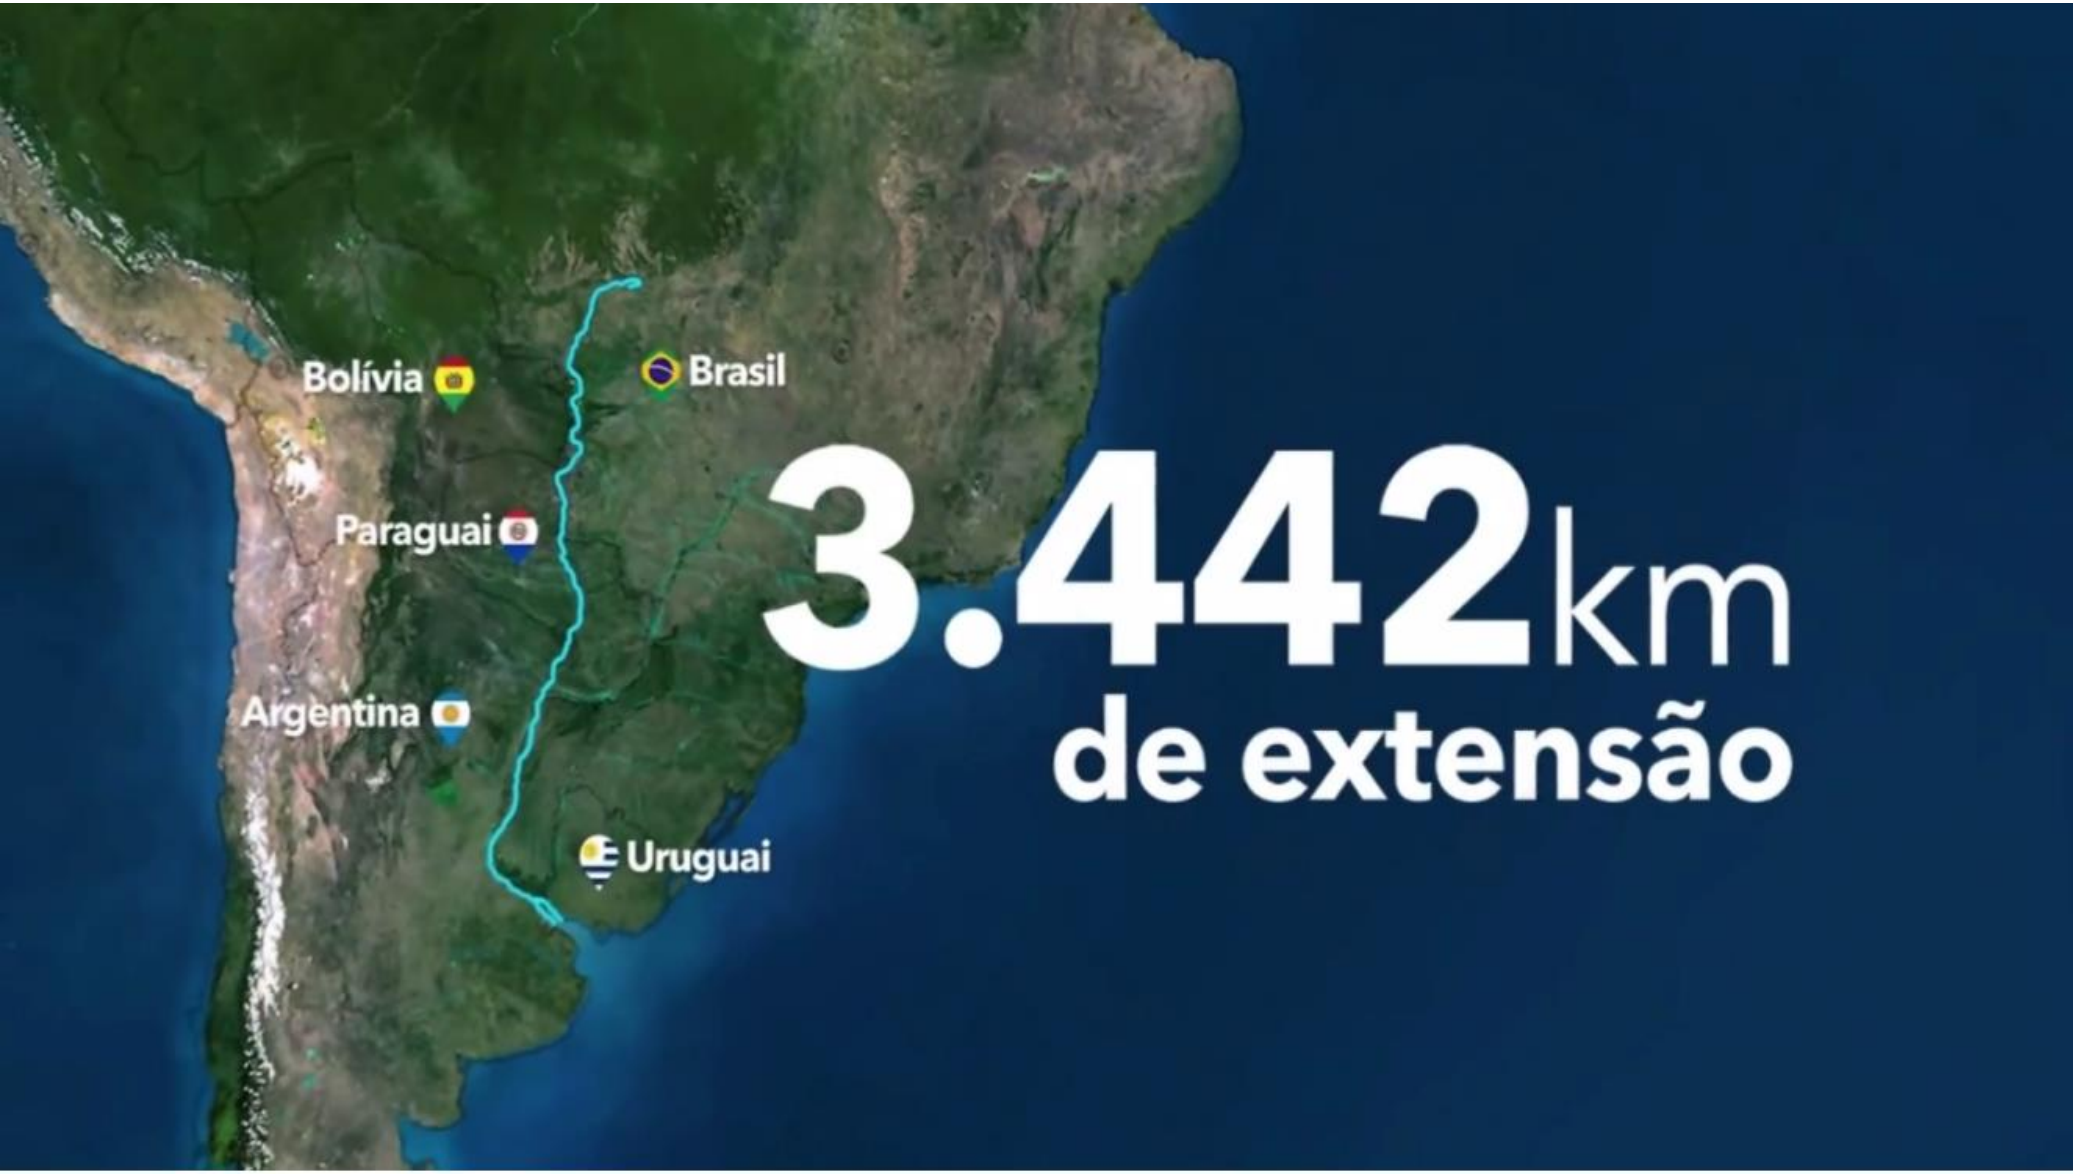 Bolívia
Brasil
3.442km
de extensão
Paraguai
Argentina
Uruguai